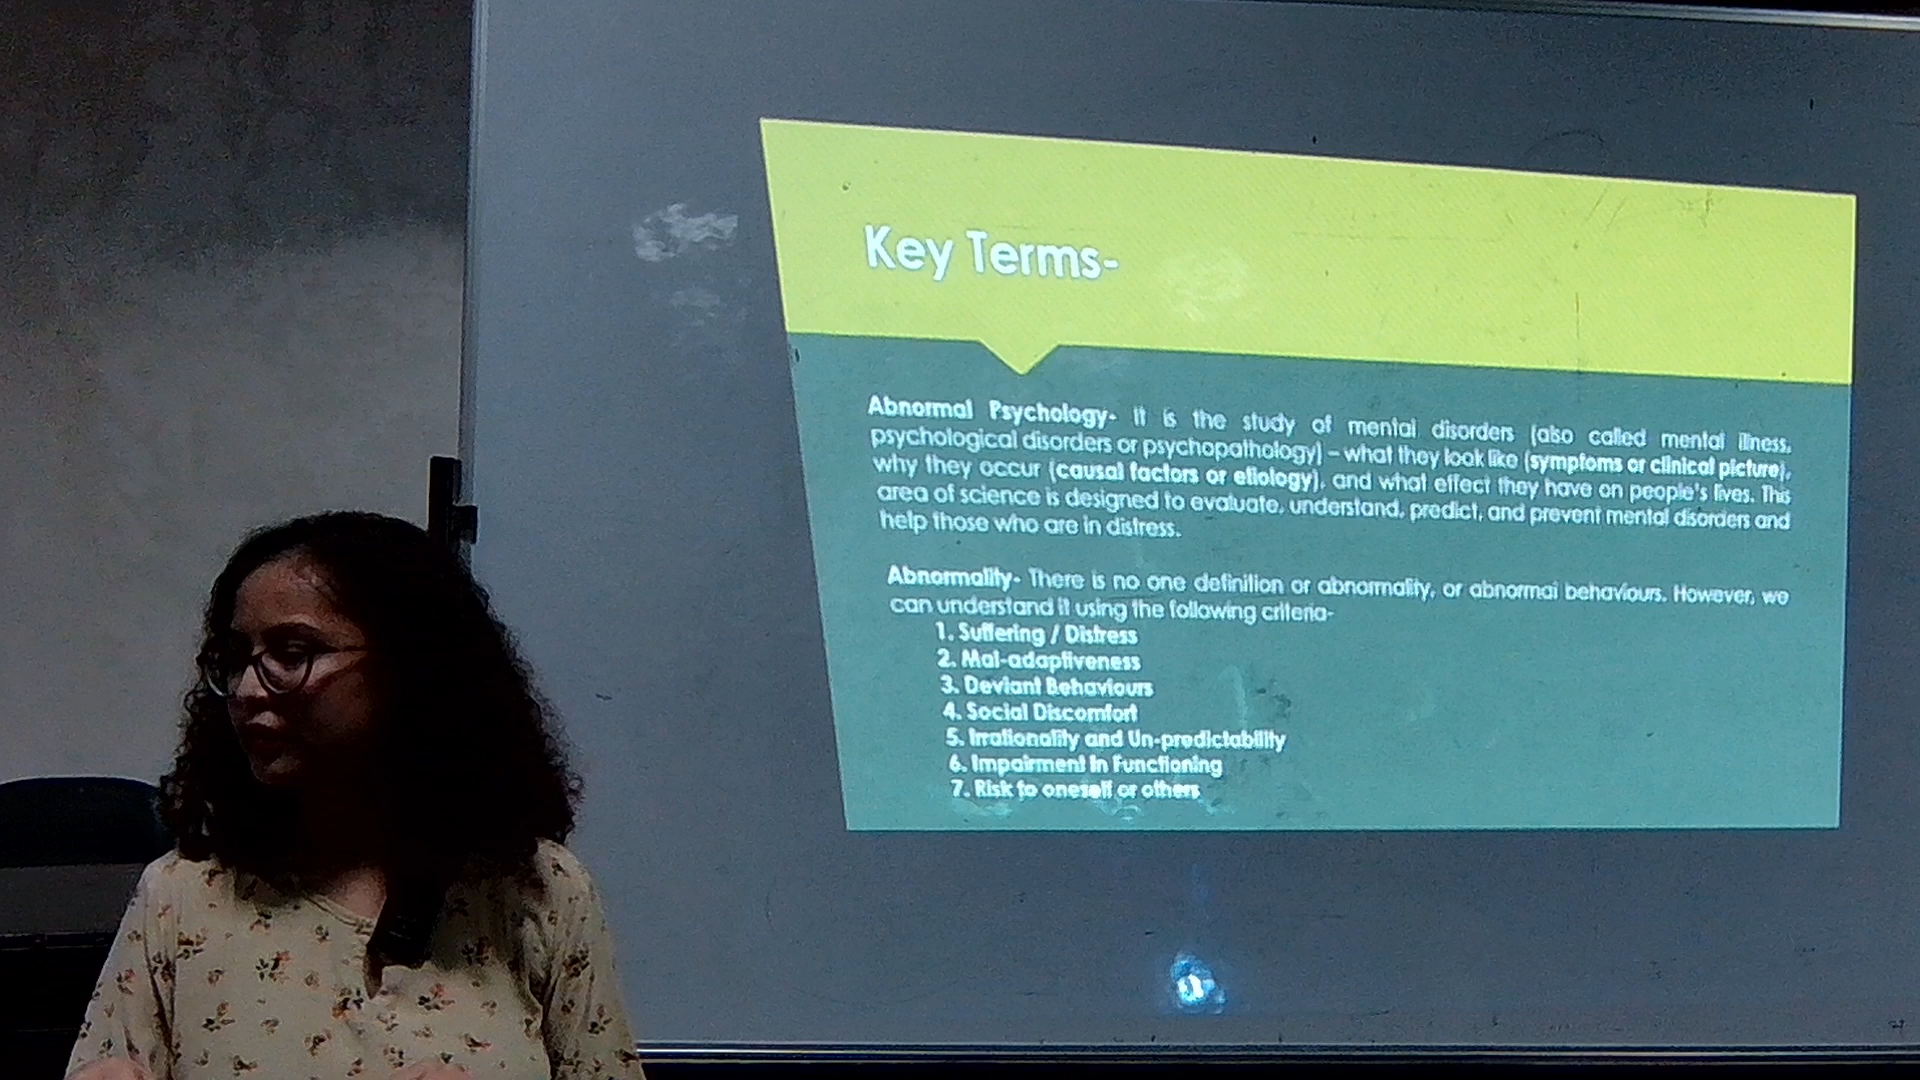 Key Terms-
Abnormal Psychology- It is the study of mental disorders (also called mental illness,
psychological disorders or psychopathology) – what they look like (symptoms or clinical picture),
why they occur (causal factors or etiology), and what effect they have on people's lives. This
area of science is designed to evaluate, understand, predict, and prevent mental disorders and
help those who are in distress.
Abnormality- There is no one definition or abnormality, or abnormal behaviours. However, we
can understand it using the following criteria-
1. Suffering / Distress
2. Mal-adaptiveness
3. Deviant Behaviours
4. Social Discomfort
5. Irrationality and Un-predictability
6. Impairment in Functioning
7. Risk to oneself or others